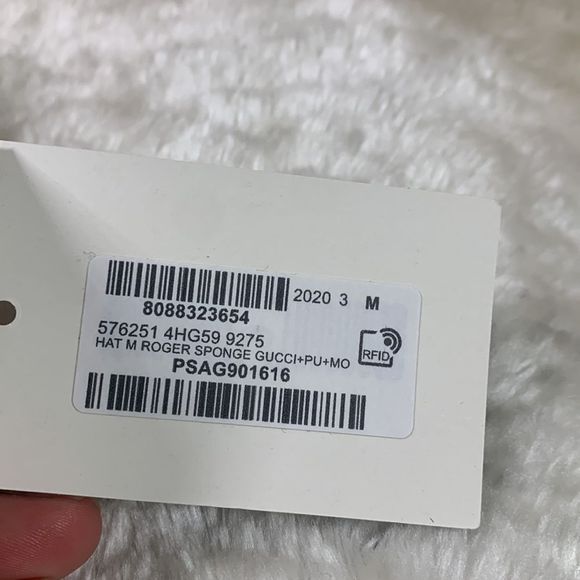 2020 3 M
8088323654
576251 4HG59 9275
HAT M ROGER SPONGE GUCCI+PU+MO
RFID
PSAG901616